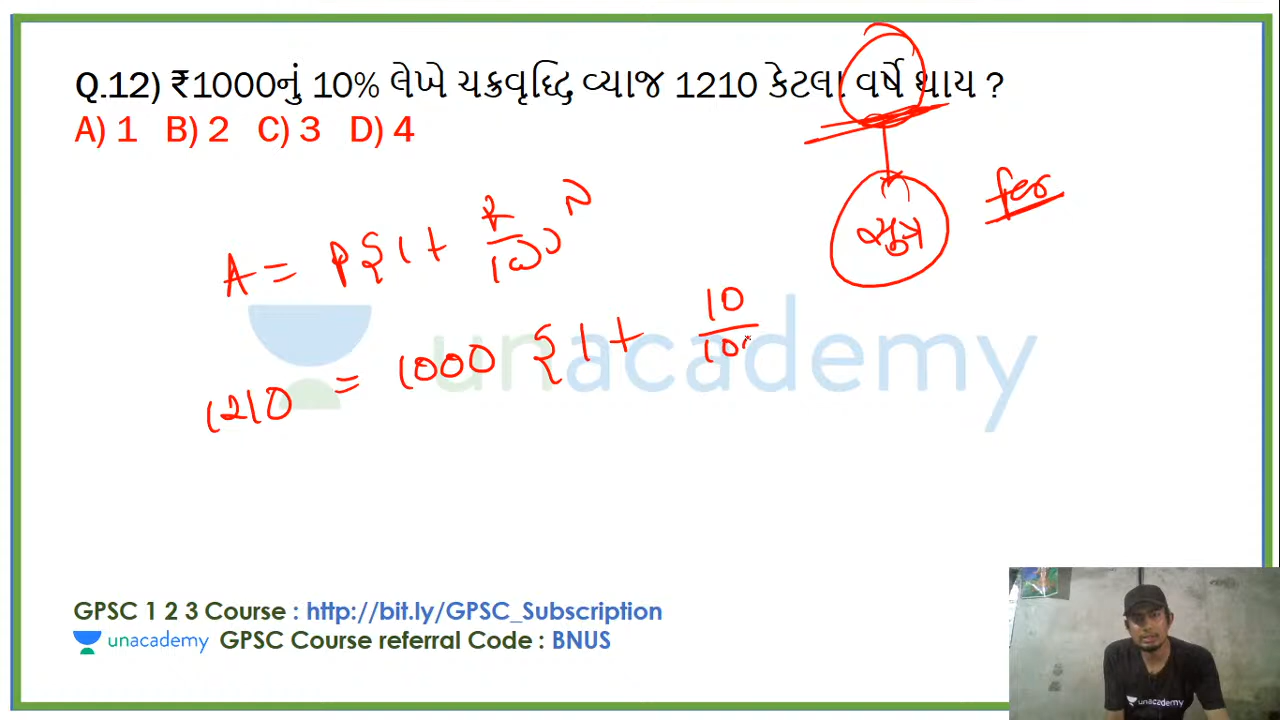 Q.12) ₹1000નું 10% લેખે ચક્રવૃધ્ધિ વ્યાજ 1210 કેટલા વર્ષે થાય ?
A) 1 B) 2 C) 3 D) 4
for
સૂત્ર
A = P{1+ R/100 N
1210 = 1000 {1+ 10/100
unacademy
GPSC 1 2 3 Course : http://bit.ly/GPSC_Subscription
unacademy GPSC Course referral Code : BNUS
unacademy